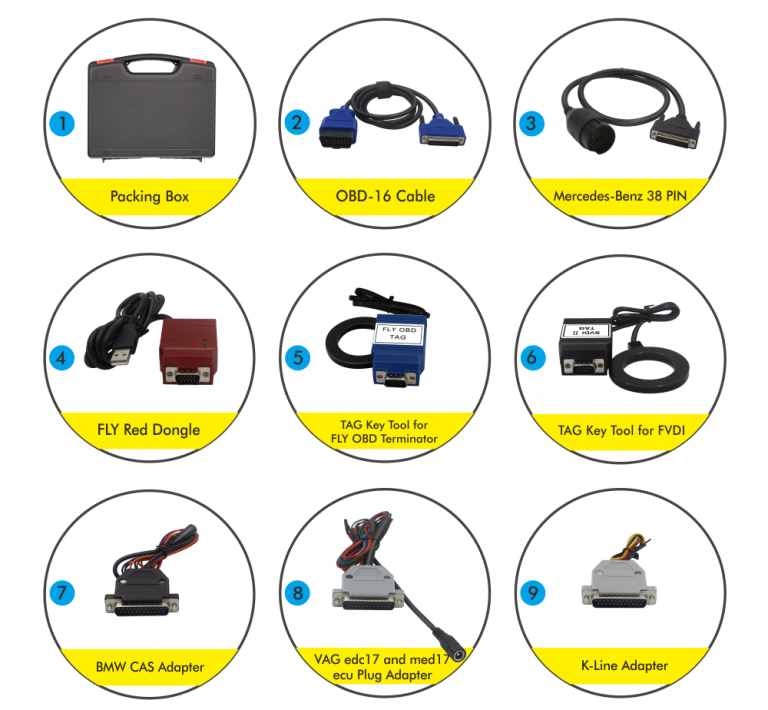 1
Packing Box
2
OBD-16 Cable
3
Mercedes-Benz 38 PIN
4
FLY Red Dongle
5
FLY OBD
TAG
TAG Key Tool for
FLY OBD Terminator
6
6VDI II
TAG
TAG Key Tool for FVDI
7
BMW CAS Adapter
8
VAG edc17 and med17
ecu Plug Adapter
9
K-Line Adapter